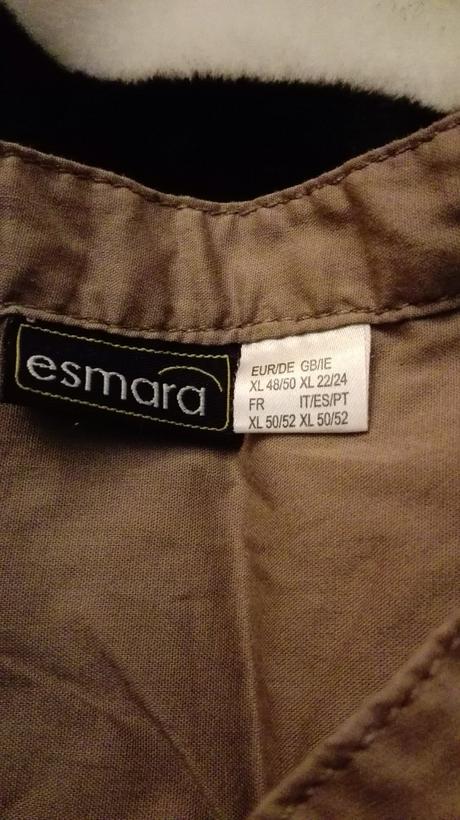 esmara
EUR/DE GB/IE
XL 48/50 XL 22/24
FR IT/ES/PT
XL 50/52 XL 50/52